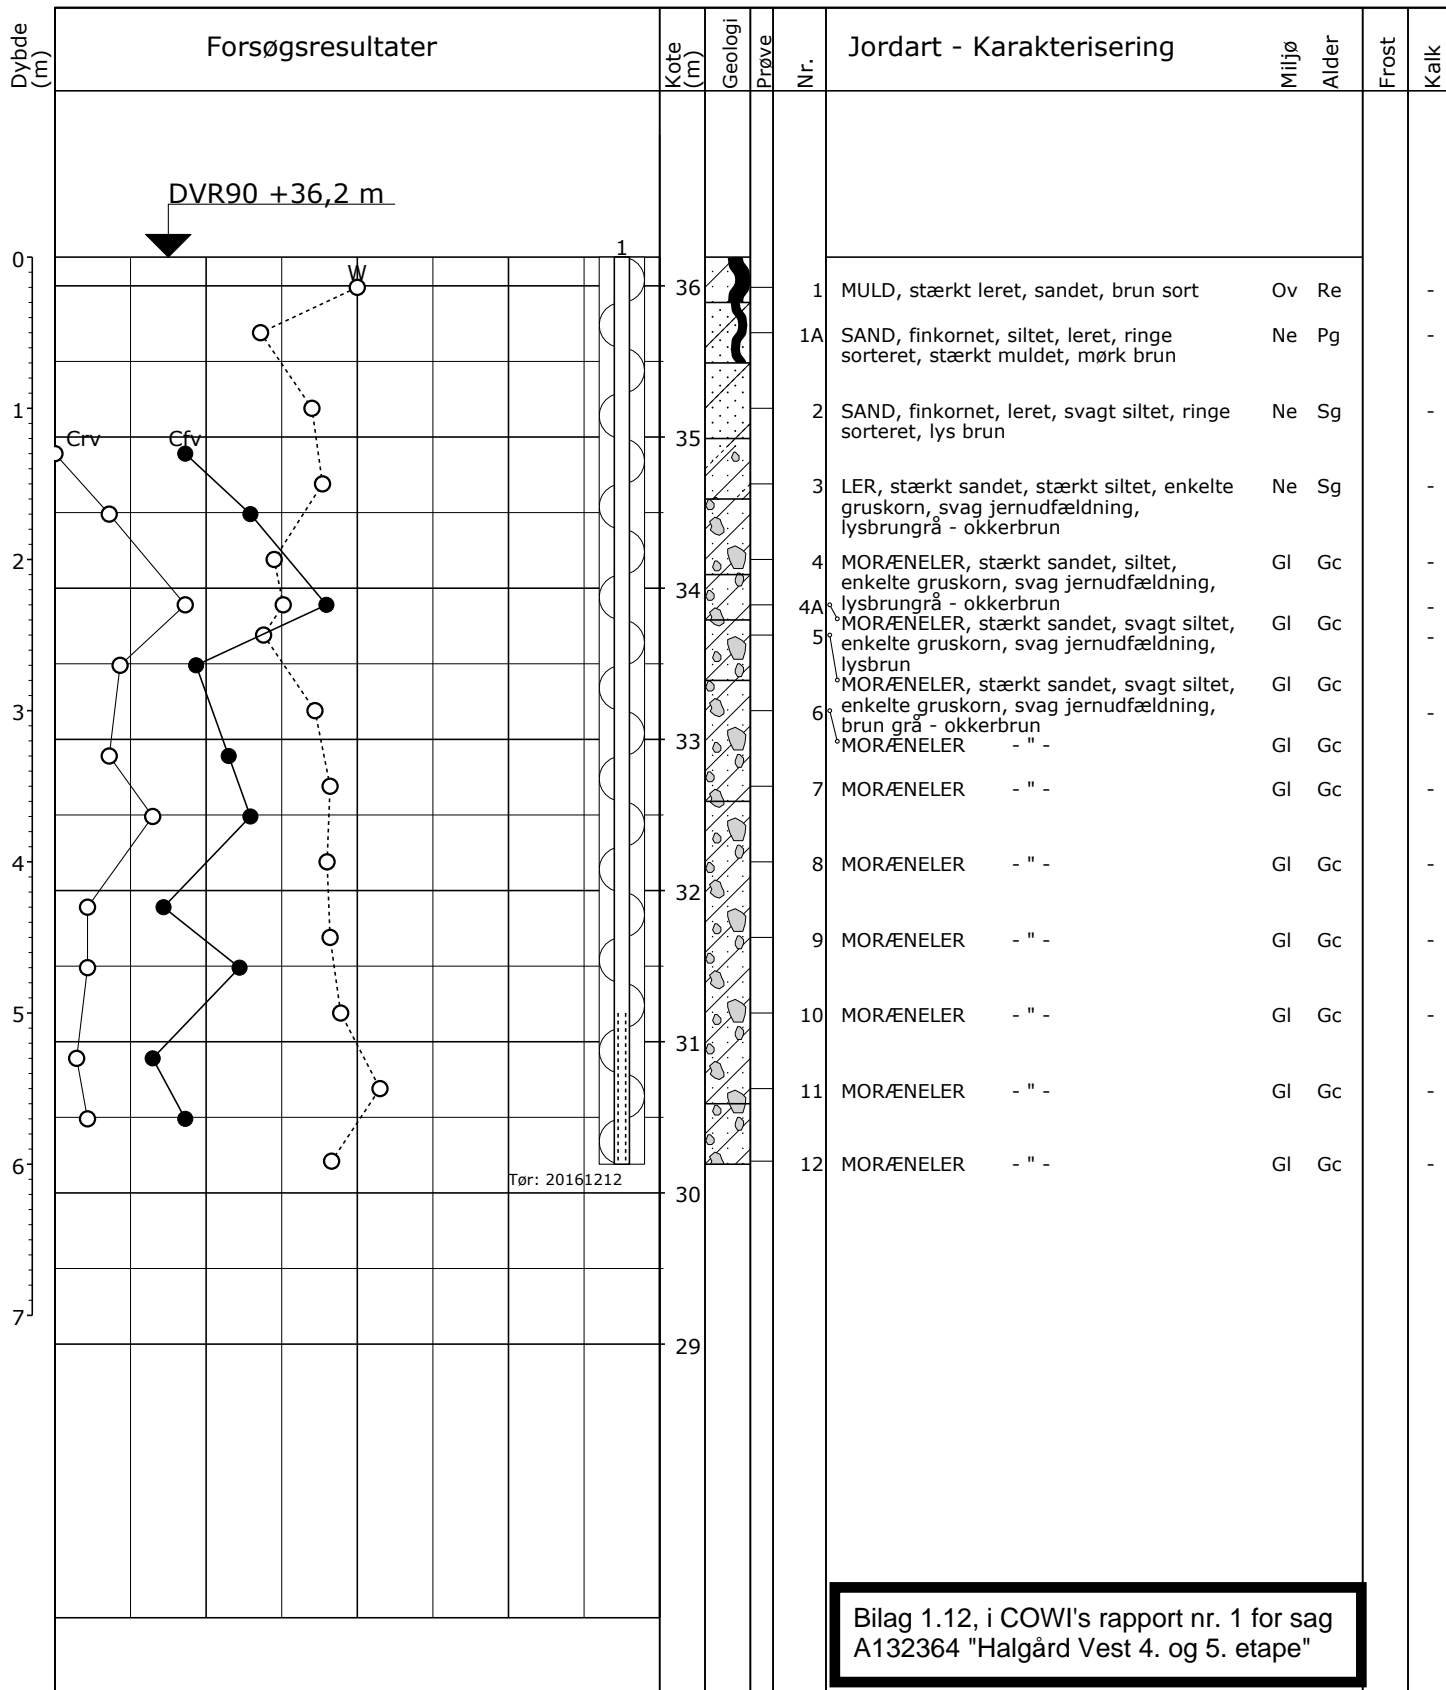 Dybde (m)
Forsøgsresultater
Kote (m)
Geologi
Prøve
Nr.
Jordart - Karakterisering
Miljø
Alder
Frost
Kalk
DVR90 +36,2 m
1
W
Crv
Cfv
0
1
2
3
4
5
6
7
36
35
34
33
32
31
30
29
Tør: 20161212
1 MULD, stærkt leret, sandet, brun sort Ov Re -
1A SAND, finkornet, siltet, leret, ringe Ne Pg -
sorteret, stærkt muldet, mørk brun
2 SAND, finkornet, leret, svagt siltet, ringe Ne Sg -
sorteret, lys brun
3 LER, stærkt sandet, stærkt siltet, enkelte Ne Sg -
gruskorn, svag jernudfældning,
lysbrungrå - okkerbrun
4 MORÆNELER, stærkt sandet, siltet, Gl Gc -
enkelte gruskorn, svag jernudfældning,
lysbrungrå - okkerbrun
4A MORÆNELER, stærkt sandet, svagt siltet, Gl Gc -
enkelte gruskorn, svag jernudfældning,
lysbrun
5 MORÆNELER, stærkt sandet, svagt siltet, Gl Gc -
enkelte gruskorn, svag jernudfældning,
brun grå - okkerbrun
6 MORÆNELER - " - Gl Gc -
7 MORÆNELER - " - Gl Gc -
8 MORÆNELER - " - Gl Gc -
9 MORÆNELER - " - Gl Gc -
10 MORÆNELER - " - Gl Gc -
11 MORÆNELER - " - Gl Gc -
12 MORÆNELER - " - Gl Gc -
Bilag 1.12, i COWI's rapport nr. 1 for sag
A132364 "Halgård Vest 4. og 5. etape"